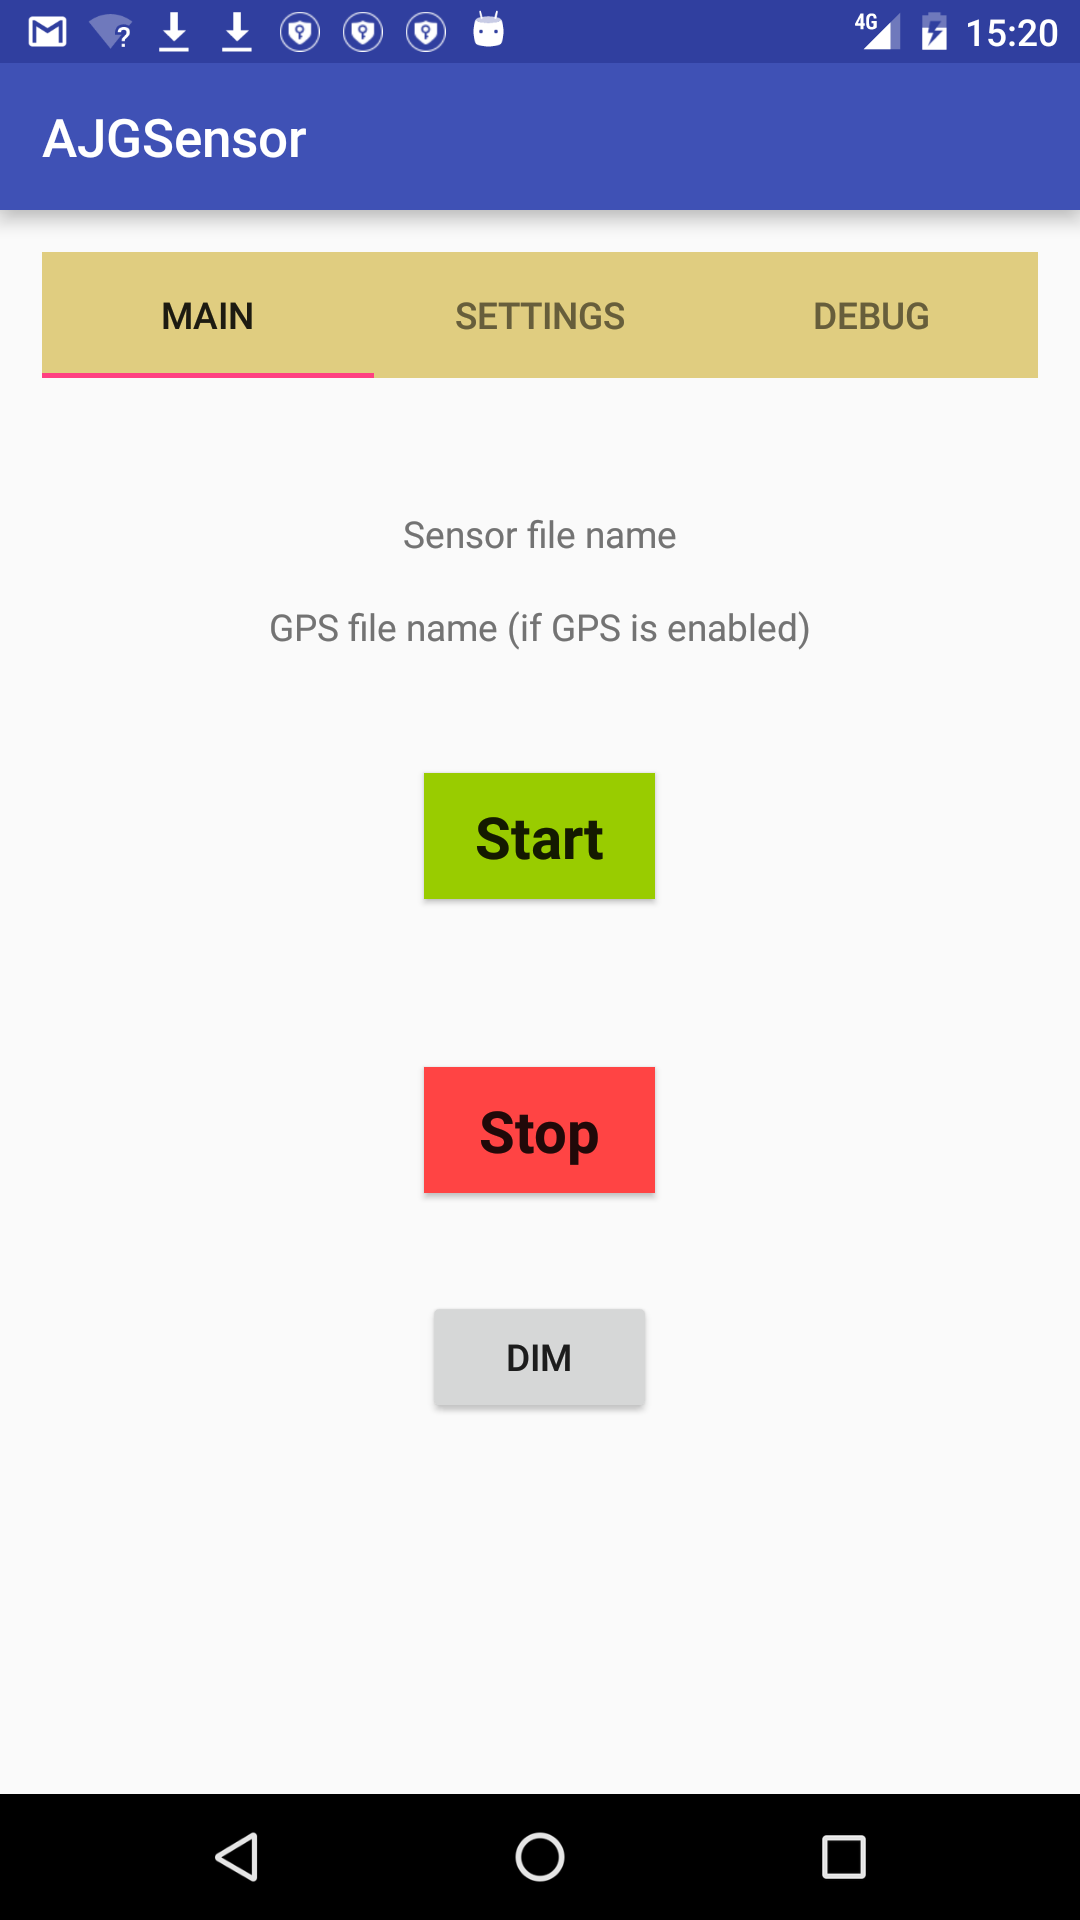 4G 15:20
AJGSensor
MAIN SETTINGS DEBUG
Sensor file name
GPS file name (if GPS is enabled)
Start
Stop
DIM